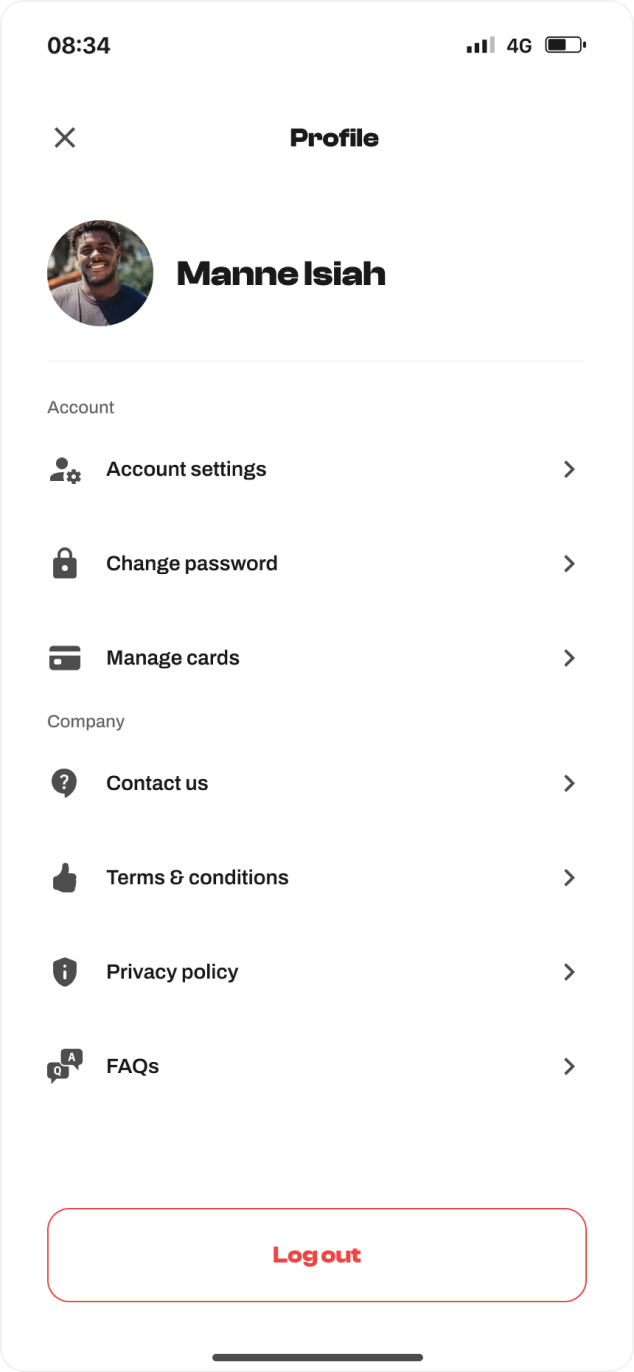 08:34 4G
Profile
Manne Isiah
Account
Account settings
Change password
Manage cards
Company
?
Contact us
Terms & conditions
i
Privacy policy
A
Q
FAQs
Log out